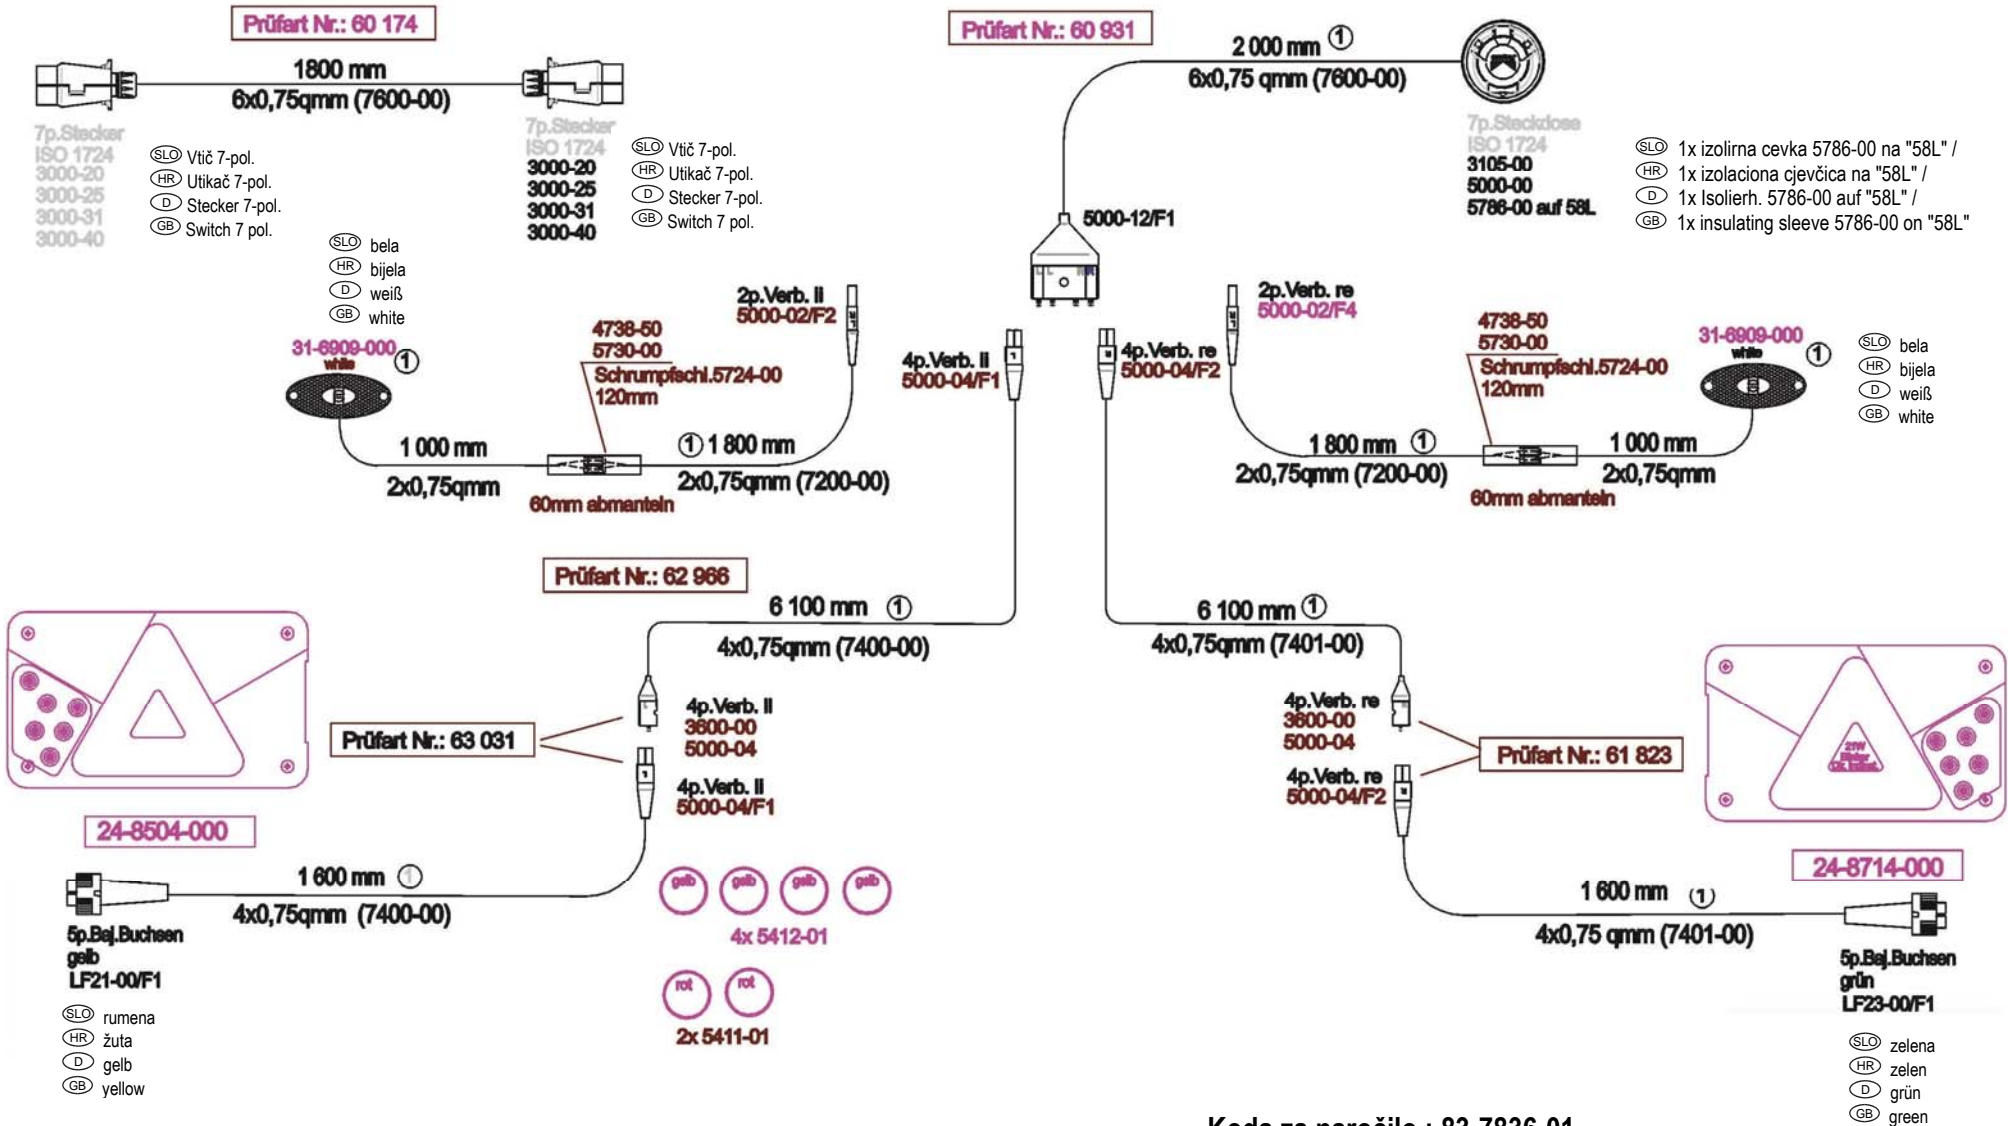 Prüfart Nr.: 60 174
1800 mm
6x0,75qmm (7600-00)
7p.Stecker
ISO 1724
3000-20
3000-25
3000-31
3000-40
SLO Vtič 7-pol.
HR Utikač 7-pol.
D Stecker 7-pol.
GB Switch 7 pol.
7p.Stecker
ISO 1724
3000-20
3000-25
3000-31
3000-40
SLO Vtič 7-pol.
HR Utikač 7-pol.
D Stecker 7-pol.
GB Switch 7 pol.
Prüfart Nr.: 60 931
2 000 mm 1
6x0,75 qmm (7600-00)
7p.Steckdose
ISO 1724
3105-00
5000-00
5786-00 auf 58L
SLO 1x izolirna cevka 5786-00 na "58L" /
HR 1x izolaciona cjevčica na "58L" /
D 1x Isolierh. 5786-00 auf "58L" /
GB 1x insulating sleeve 5786-00 on "58L"
5000-12/F1
SLO bela
HR bijela
D weiß
GB white
31-6909-000
white 1
4738-50
5730-00
Schrumpfschl.5724-00
120mm
2p.Verb. li
5000-02/F2
1 000 mm
2x0,75qmm
1 1 800 mm
2x0,75qmm (7200-00)
60mm abmanteln
4p.Verb. li
5000-04/F1
4p.Verb. re
5000-04/F2
2p.Verb. re
5000-02/F4
4738-50
5730-00
Schrumpfschl.5724-00
120mm
31-6909-000
white 1
SLO bela
HR bijela
D weiß
GB white
1 800 mm 1
2x0,75qmm (7200-00)
1 000 mm
2x0,75qmm
60mm abmanteln
Prüfart Nr.: 62 966
6 100 mm 1
4x0,75qmm (7400-00)
6 100 mm 1
4x0,75qmm (7401-00)
4p.Verb. li
3600-00
5000-04
Prüfart Nr.: 63 031
4p.Verb. li
5000-04/F1
4p.Verb. re
3600-00
5000-04
Prüfart Nr.: 61 823
4p.Verb. re
5000-04/F2
21W
24-8504-000
1 600 mm 1
4x0,75qmm (7400-00)
5p.Baj.Buchsen
gelb
LF21-00/F1
SLO rumena
HR žuta
D gelb
GB yellow
gelb gelb gelb gelb
4x 5412-01
rot rot
2x 5411-01
24-8714-000
1 600 mm 1
4x0,75 qmm (7401-00)
5p.Baj.Buchsen
grün
LF23-00/F1
SLO zelena
HR zelen
D grün
GB green
Koda za naročilo : 83-7836-01